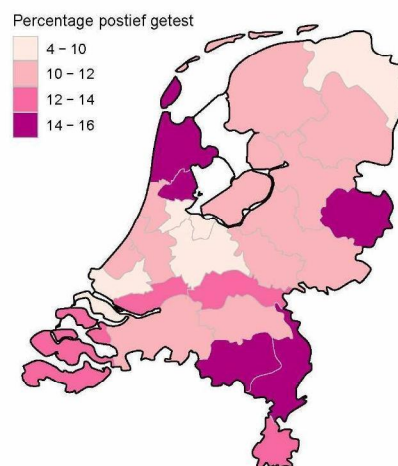 Percentage postief getest
4 – 10
10 – 12
12 – 14
14 – 16